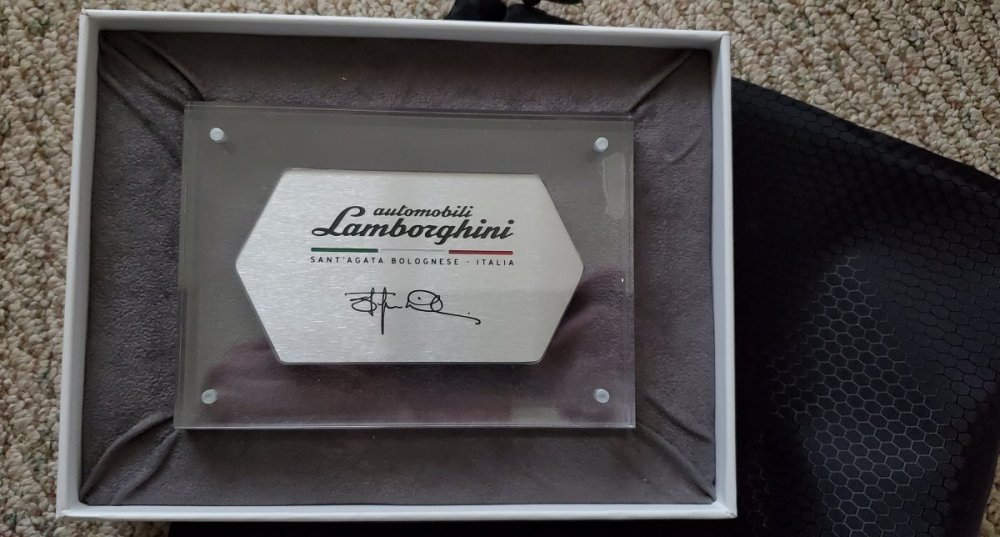 automobili
Lamborghini
SANT'AGATA BOLOGNESE - ITALIA